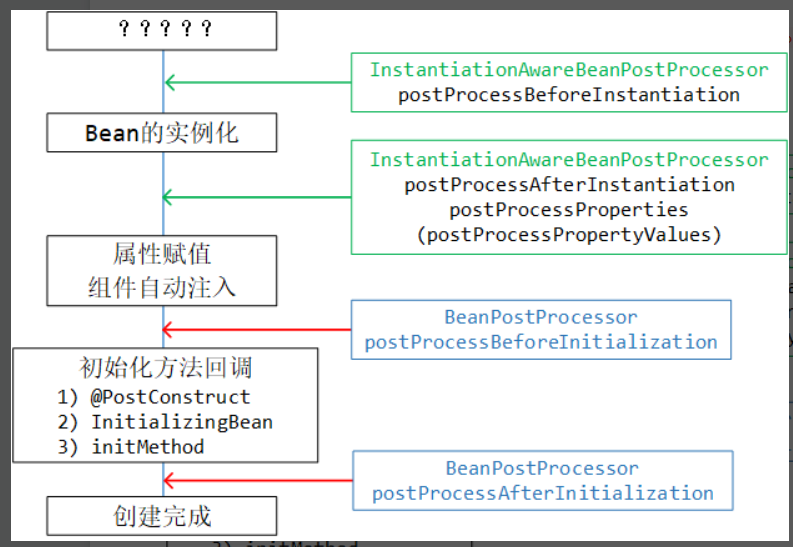 ？？？？？
InstantiationAwareBeanPostProcessor
postProcessBeforeInstantiation
Bean的实例化
InstantiationAwareBeanPostProcessor
postProcessAfterInstantiation
postProcessProperties
(postProcessPropertyValues)
属性赋值
组件自动注入
BeanPostProcessor
postProcessBeforeInitialization
初始化方法回调
1) @PostConstruct
2) InitializingBean
3) initMethod
BeanPostProcessor
postProcessAfterInitialization
创建完成